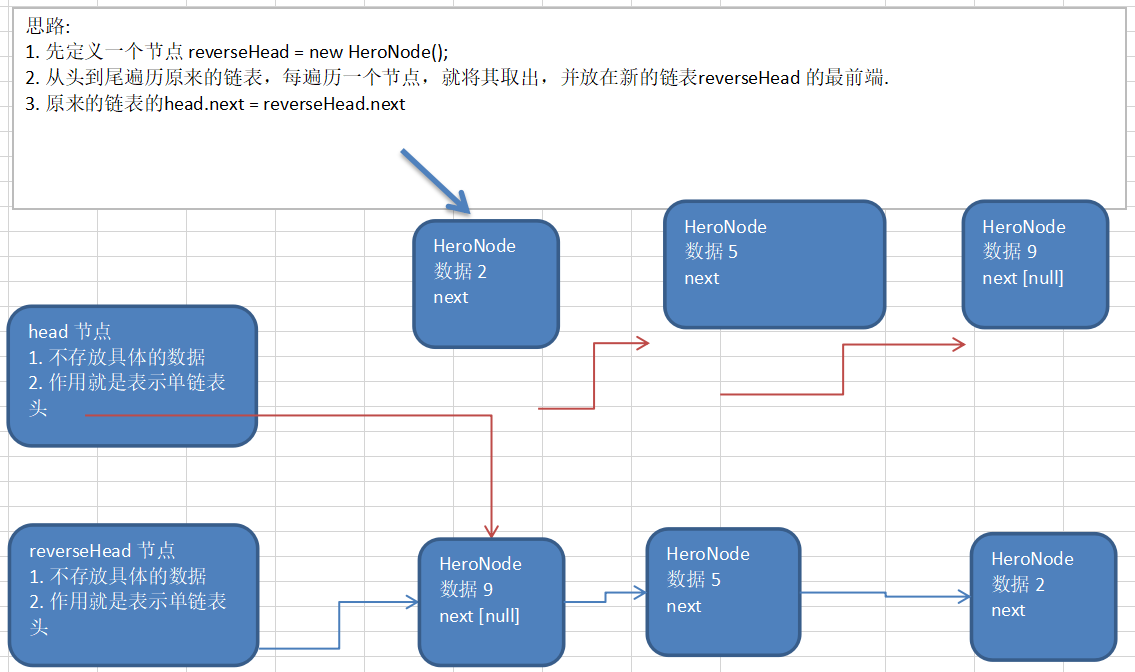 思路:
1. 先定义一个节点 reverseHead = new HeroNode();
2. 从头到尾遍历原来的链表，每遍历一个节点，就将其取出，并放在新的链表reverseHead 的最前端.
3. 原来的链表的head.next = reverseHead.next
HeroNode
数据 2
next
HeroNode
数据 5
next
HeroNode
数据 9
next [null]
head 节点
1. 不存放具体的数据
2. 作用就是表示单链表
头
reverseHead 节点
1. 不存放具体的数据
2. 作用就是表示单链表
头
HeroNode
数据 9
next [null]
HeroNode
数据 5
next
HeroNode
数据 2
next